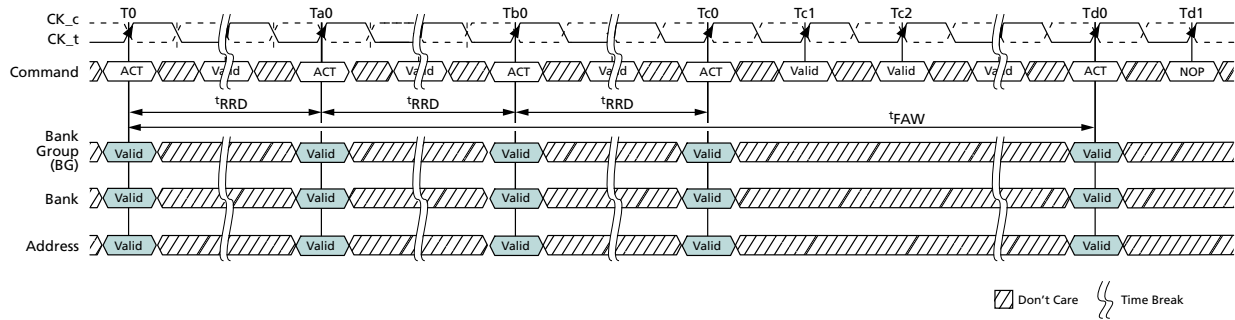 T0 Ta0 Tb0 Tc0 Tc1 Tc2 Td0 Td1
CK_c
CK_t
Command ACT Valid ACT Valid ACT Valid ACT Valid Valid Valid ACT NOP
tRRD tRRD tRRD
tFAW
Bank
Group
(BG)
Valid Valid Valid Valid Valid
Bank Valid Valid Valid Valid Valid
Address Valid Valid Valid Valid Valid
Don't Care Time Break